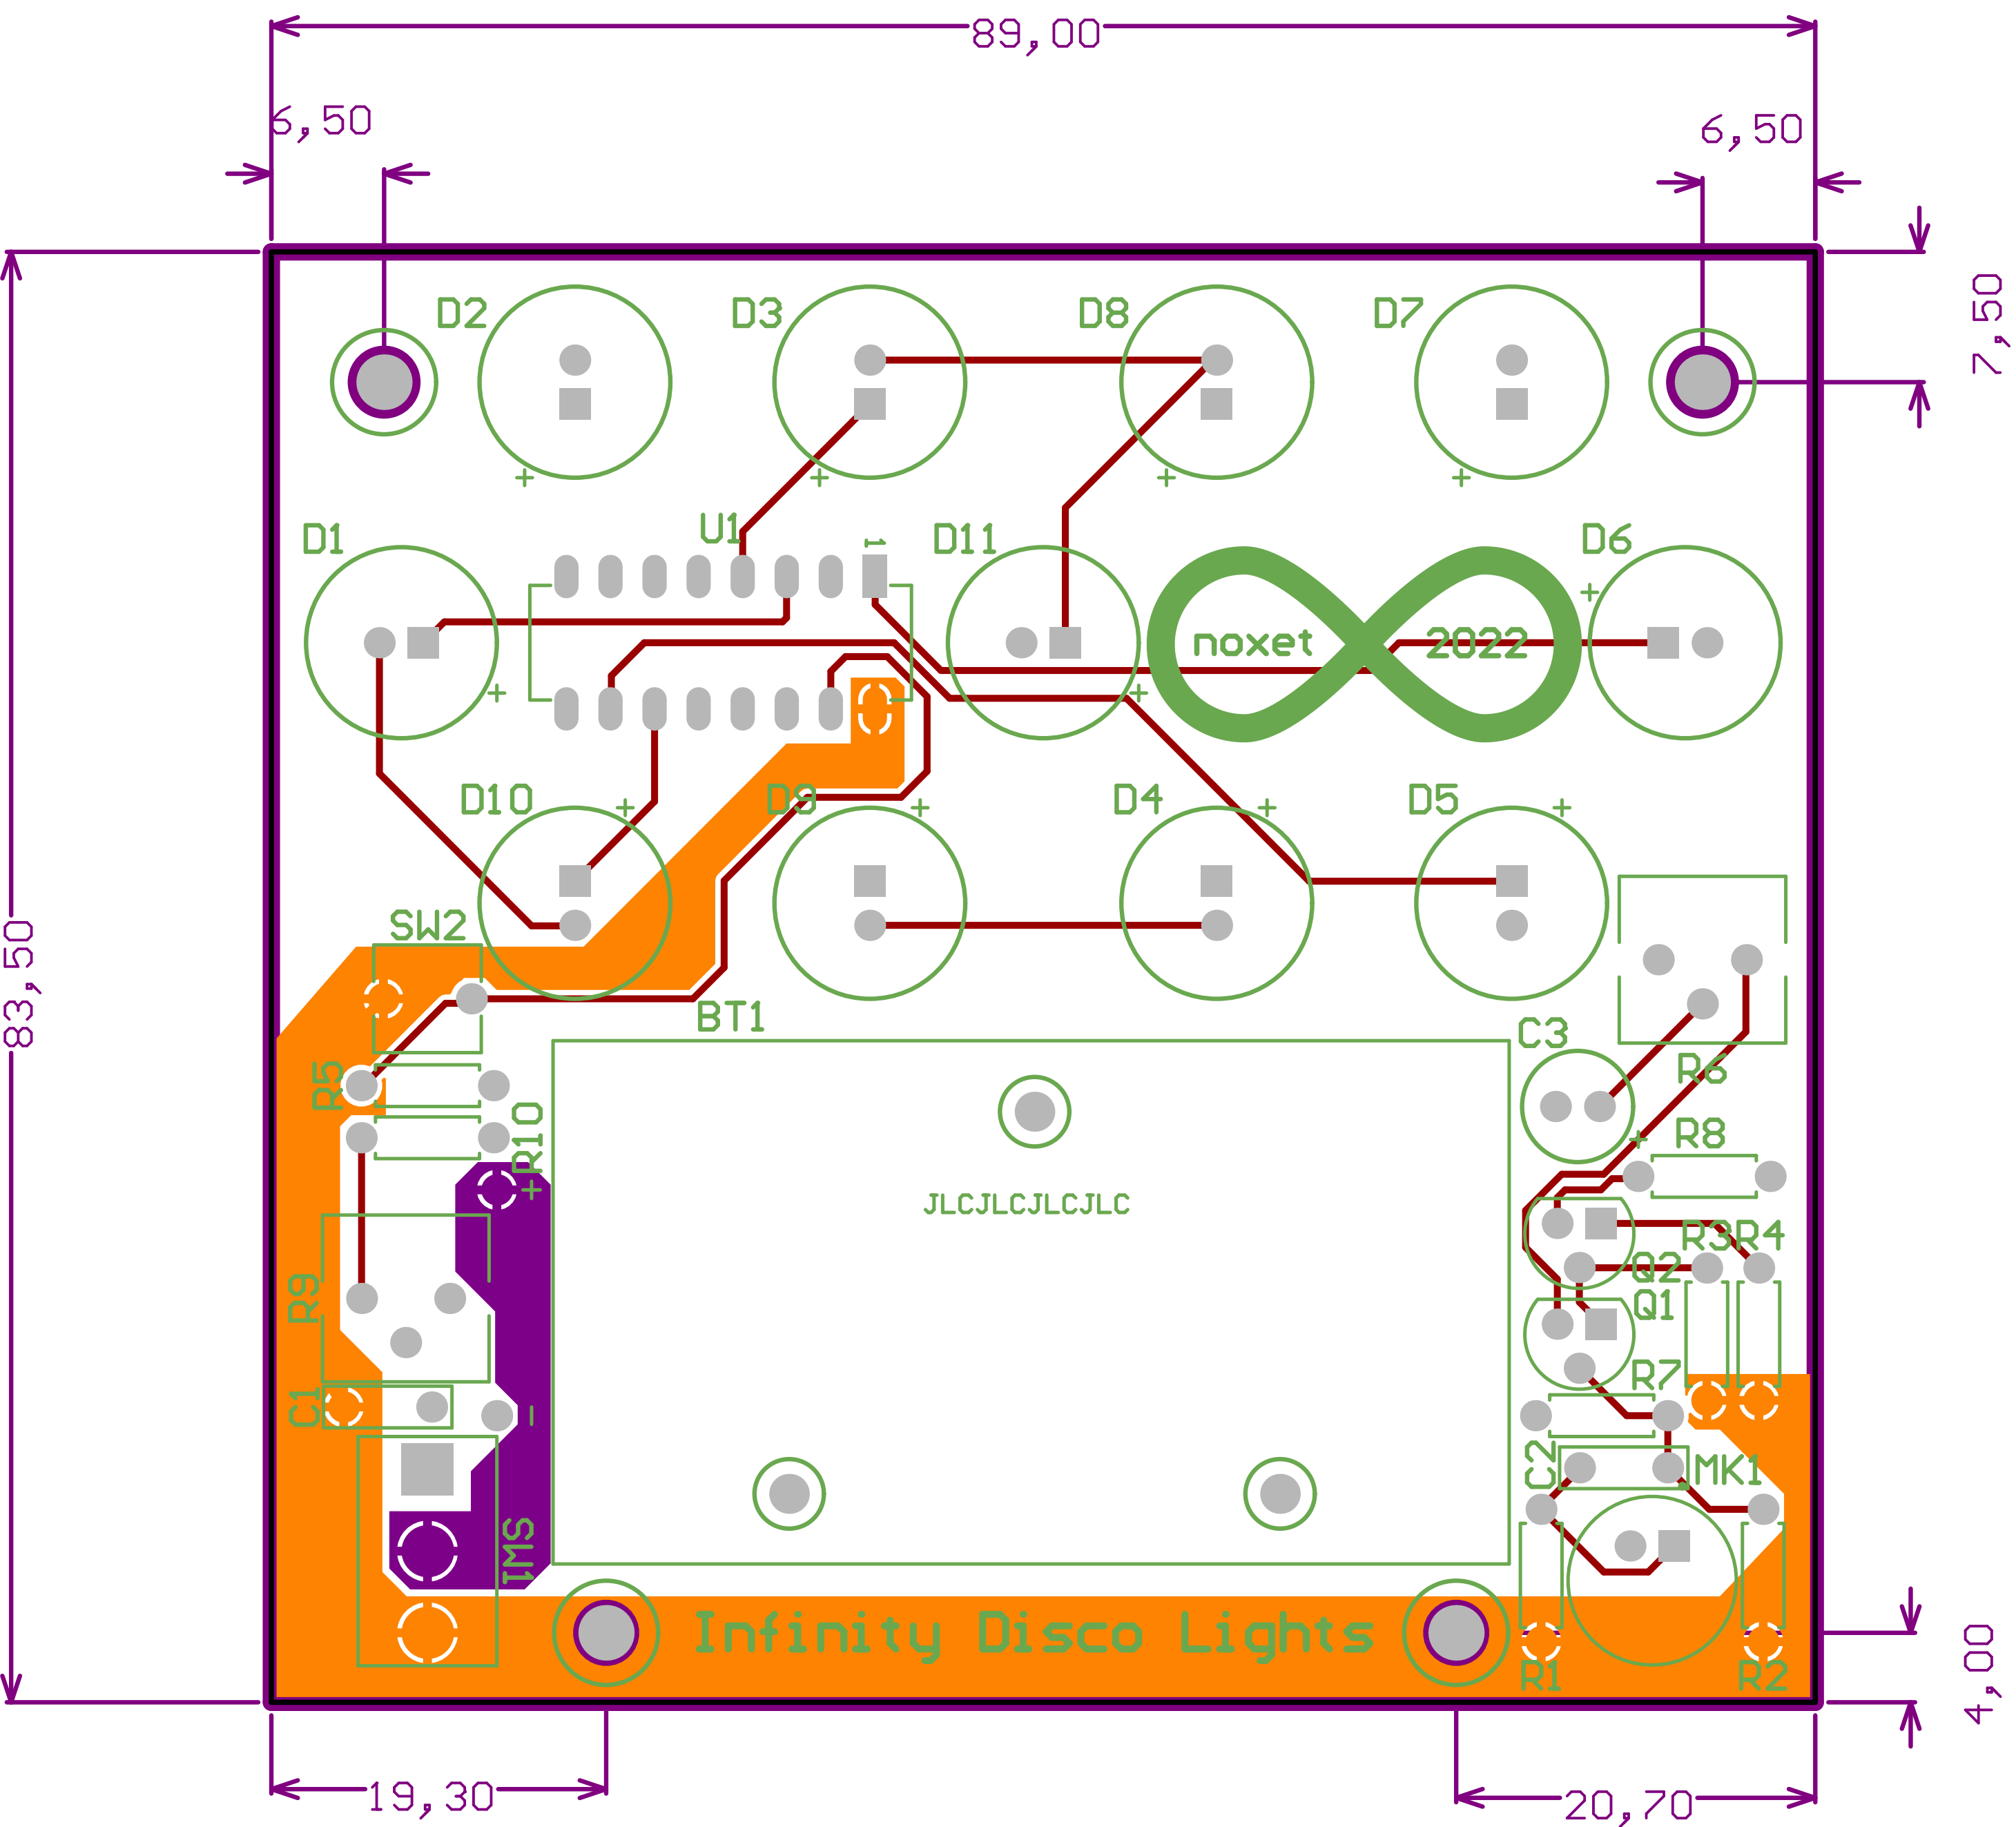 89,00
6,50
6,50
7,50
D2
D3
D8
D7
D1
U1
1
D11
D6
noxet
2022
D10
D9
D4
D5
SW2
83,50
BT1
C3
R5
R6
R10
R8
JLCJLCJLCJLC
R3
R4
Q2
Q1
R9
R7
C1
C2
MK1
SW1
Infinity Disco Lights
R1
R2
4,00
19,30
20,70